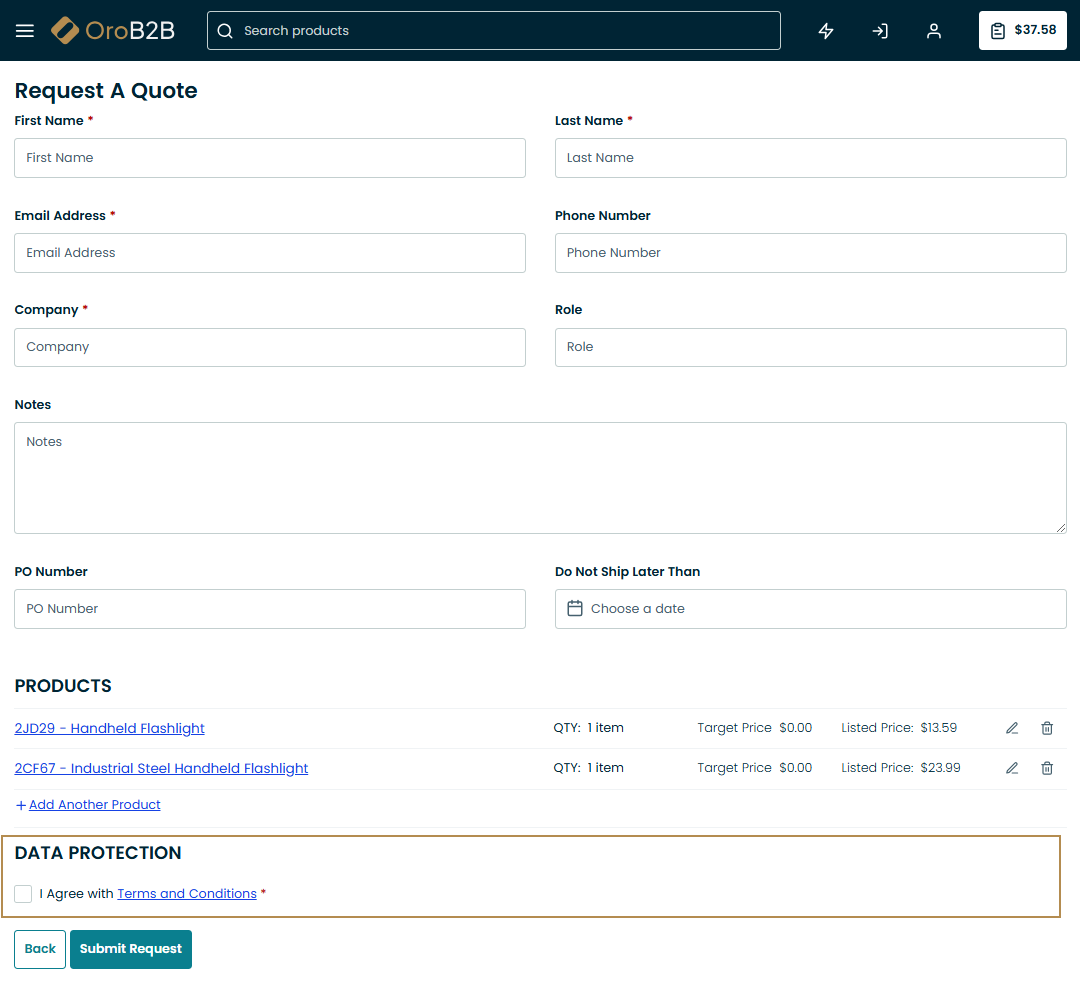 OroB2B
Search products
$37.58
Request A Quote
First Name *
Last Name *
First Name
Last Name
Email Address *
Phone Number
Email Address
Phone Number
Company *
Role
Company
Role
Notes
Notes
PO Number
Do Not Ship Later Than
PO Number
Choose a date
PRODUCTS
2JD29 - Handheld Flashlight QTY: 1 item Target Price $0.00 Listed Price: $13.59
2CF67 - Industrial Steel Handheld Flashlight QTY: 1 item Target Price $0.00 Listed Price: $23.99
+ Add Another Product
DATA PROTECTION
I Agree with Terms and Conditions *
Back Submit Request